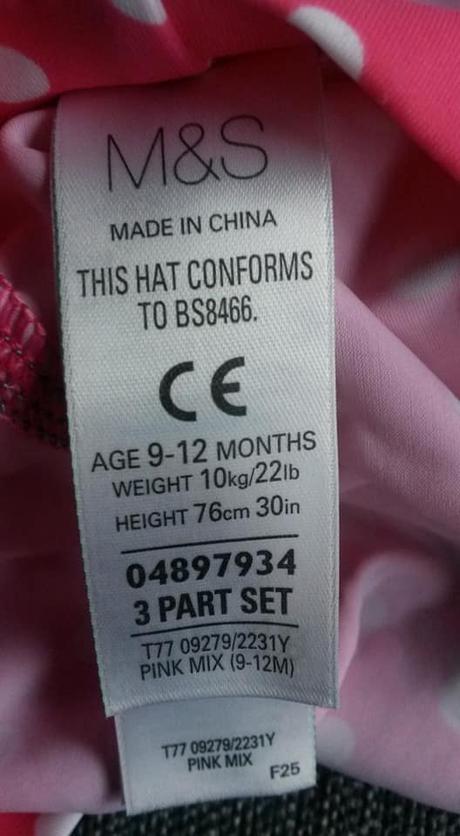 M&S
MADE IN CHINA
THIS HAT CONFORMS
TO BS8466.
CE
AGE 9-12 MONTHS
WEIGHT 10kg/22lb
HEIGHT 76cm 30in
04897934
3 PART SET
T77 09279/2231Y
PINK MIX (9-12M)
T77 09279/2231Y
PINK MIX
F25